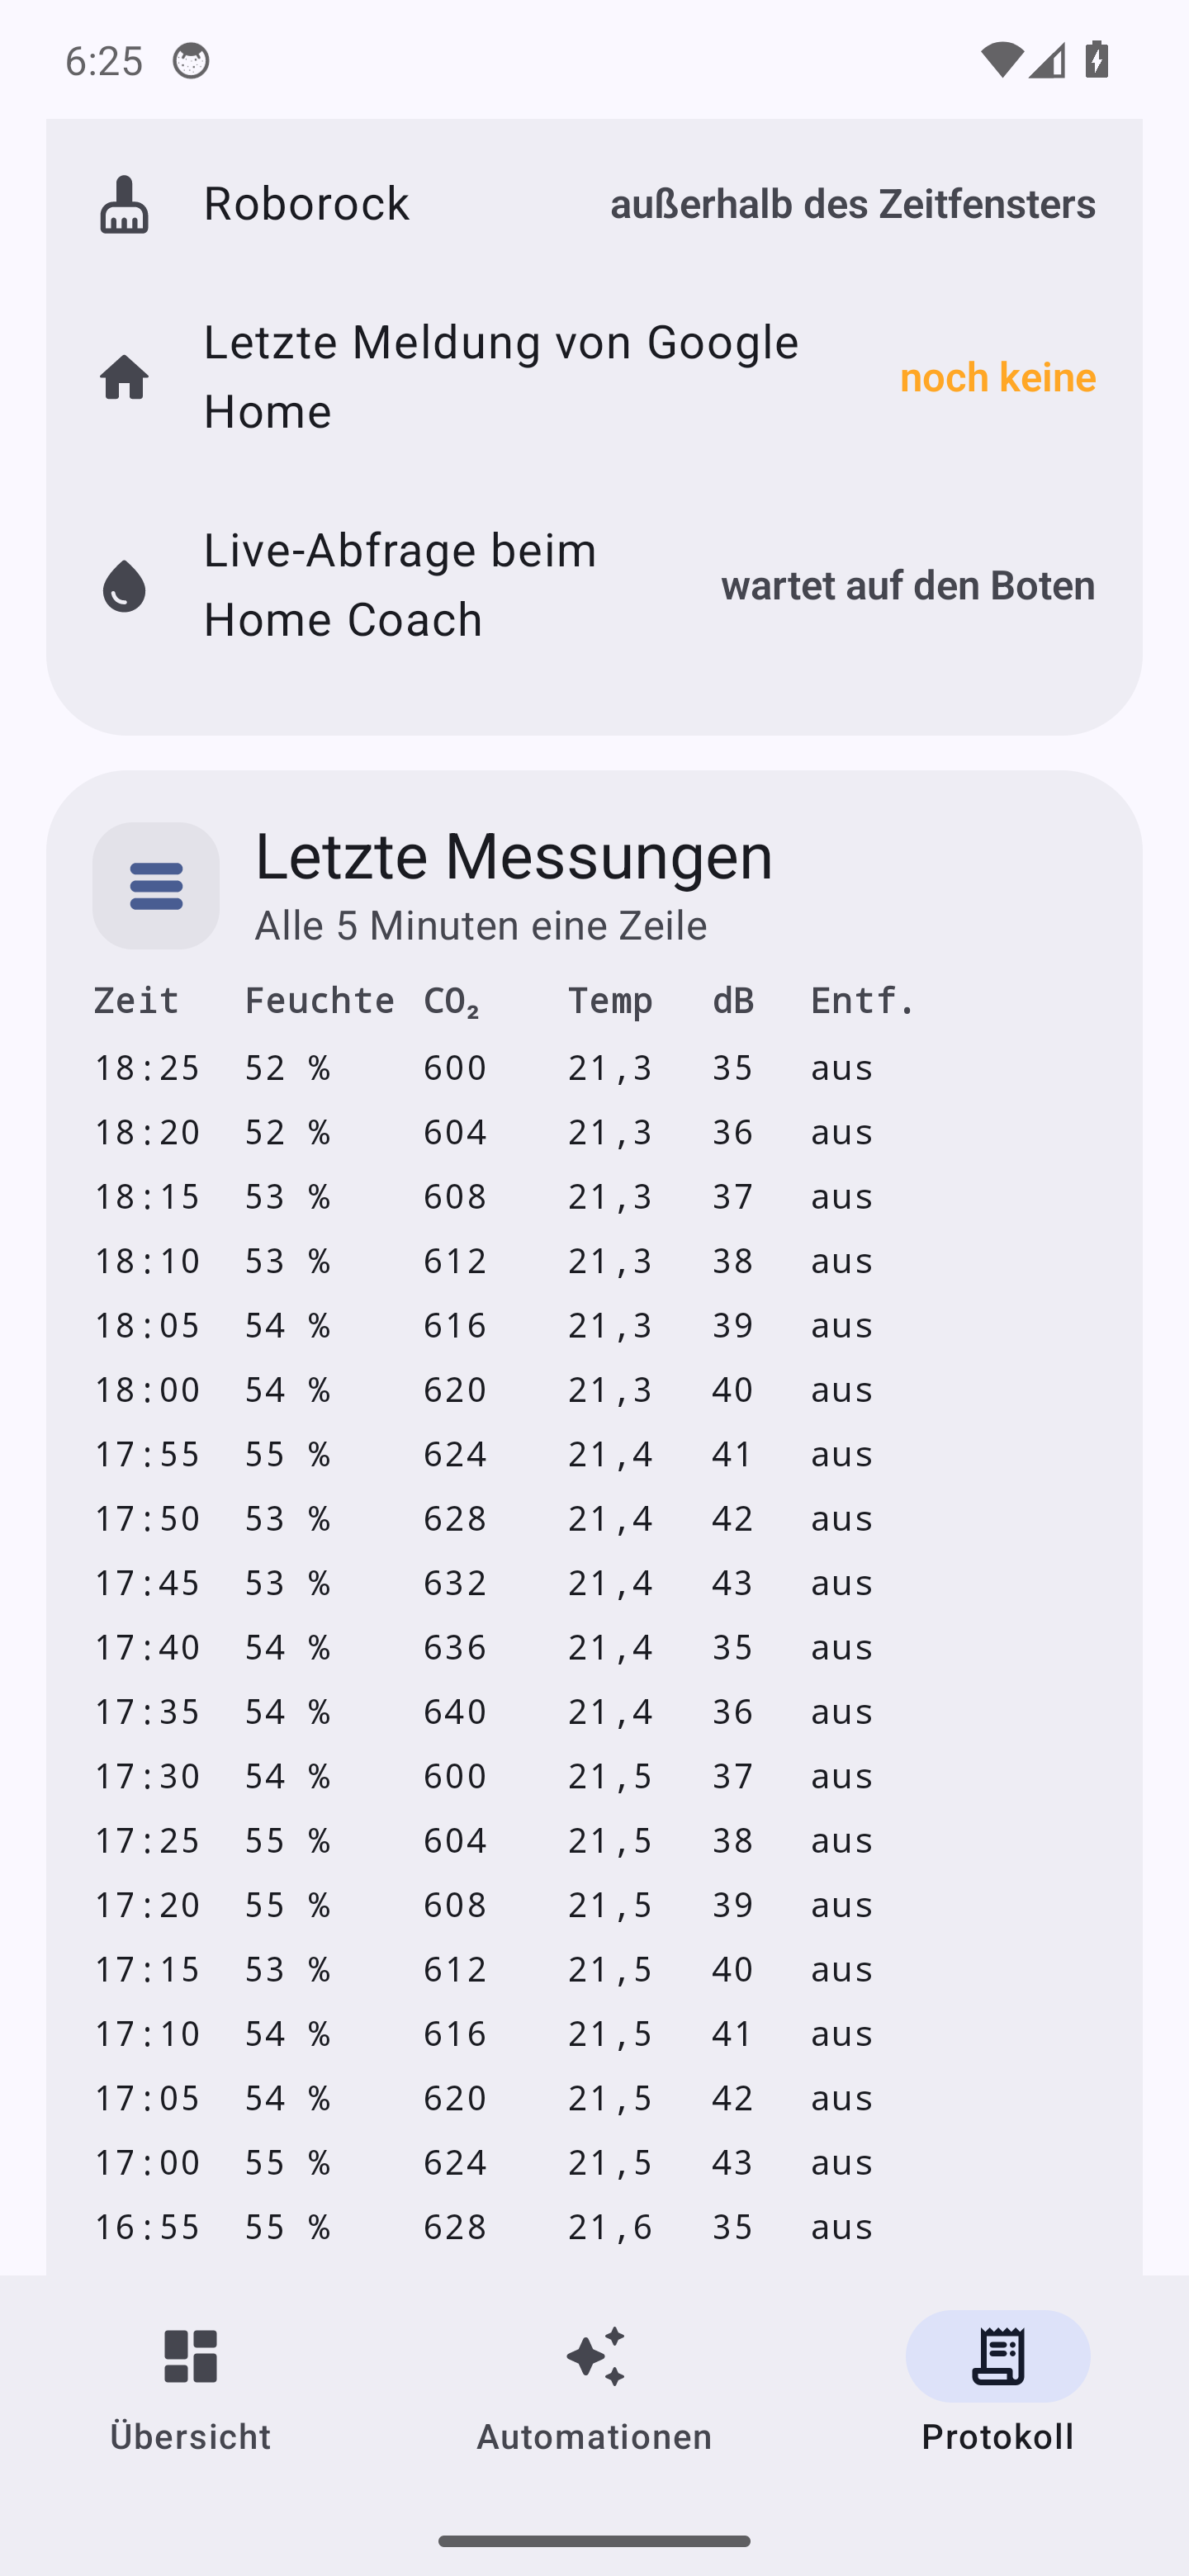 6:25
Roborock außerhalb des Zeitfensters
Letzte Meldung von Google
Home
noch keine
Live-Abfrage beim
Home Coach
wartet auf den Boten
Letzte Messungen
Alle 5 Minuten eine Zeile
Zeit Feuchte CO₂ Temp dB Entf.
18:25 52 % 600 21,3 35 aus
18:20 52 % 604 21,3 36 aus
18:15 53 % 608 21,3 37 aus
18:10 53 % 612 21,3 38 aus
18:05 54 % 616 21,3 39 aus
18:00 54 % 620 21,3 40 aus
17:55 55 % 624 21,4 41 aus
17:50 53 % 628 21,4 42 aus
17:45 53 % 632 21,4 43 aus
17:40 54 % 636 21,4 35 aus
17:35 54 % 640 21,4 36 aus
17:30 54 % 600 21,5 37 aus
17:25 55 % 604 21,5 38 aus
17:20 55 % 608 21,5 39 aus
17:15 53 % 612 21,5 40 aus
17:10 54 % 616 21,5 41 aus
17:05 54 % 620 21,5 42 aus
17:00 55 % 624 21,5 43 aus
16:55 55 % 628 21,6 35 aus
Übersicht Automationen Protokoll